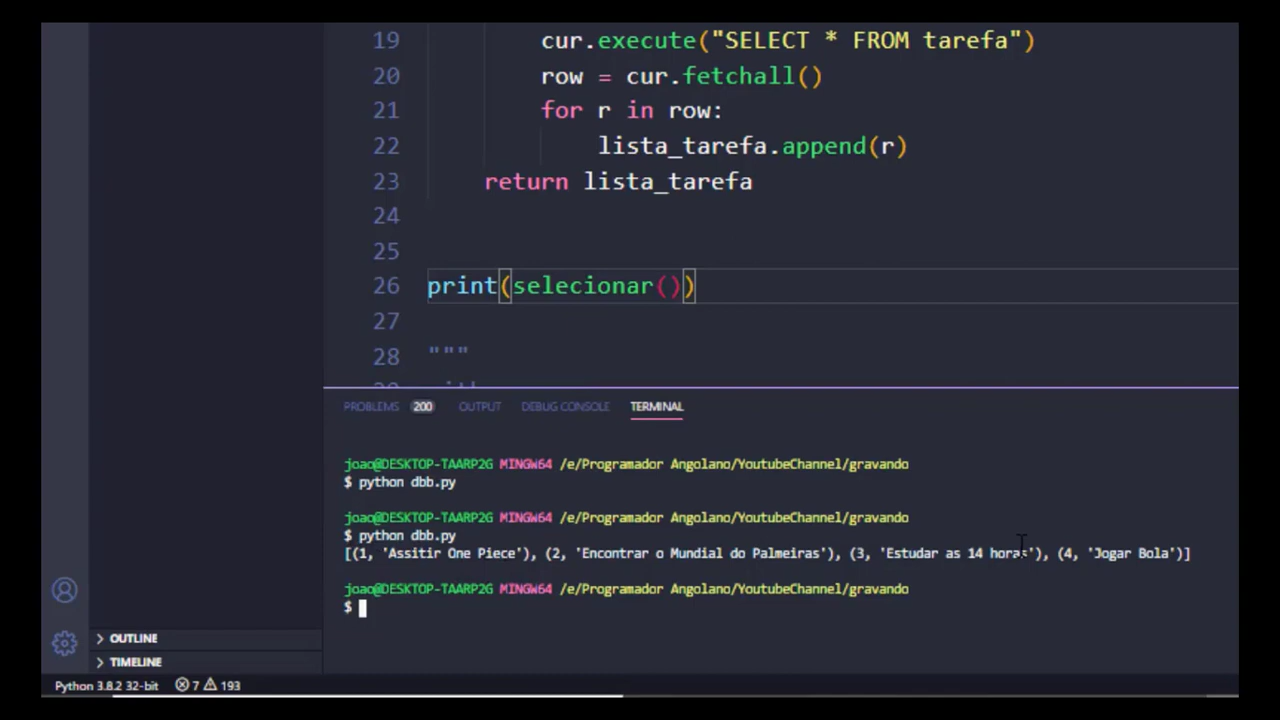 19 cur.execute("SELECT * FROM tarefa")
20 row = cur.fetchall()
21 for r in row:
22 lista_tarefa.append(r)
23 return lista_tarefa
24
25
26 print(selecionar())
27
28 """
PROBLEMS 200 OUTPUT DEBUG CONSOLE TERMINAL
joao@DESKTOP-TAARP2G MINGW64 /e/Programador Angolano/YoutubeChannel/gravando
$ python dbb.py
joao@DESKTOP-TAARP2G MINGW64 /e/Programador Angolano/YoutubeChannel/gravando
$ python dbb.py
[(1, 'Assitir One Piece'), (2, 'Encontrar o Mundial do Palmeiras'), (3, 'Estudar as 14 horas'), (4, 'Jogar Bola')]
joao@DESKTOP-TAARP2G MINGW64 /e/Programador Angolano/YoutubeChannel/gravando
$
OUTLINE
TIMELINE
Python 3.8.2 32-bit 7 193